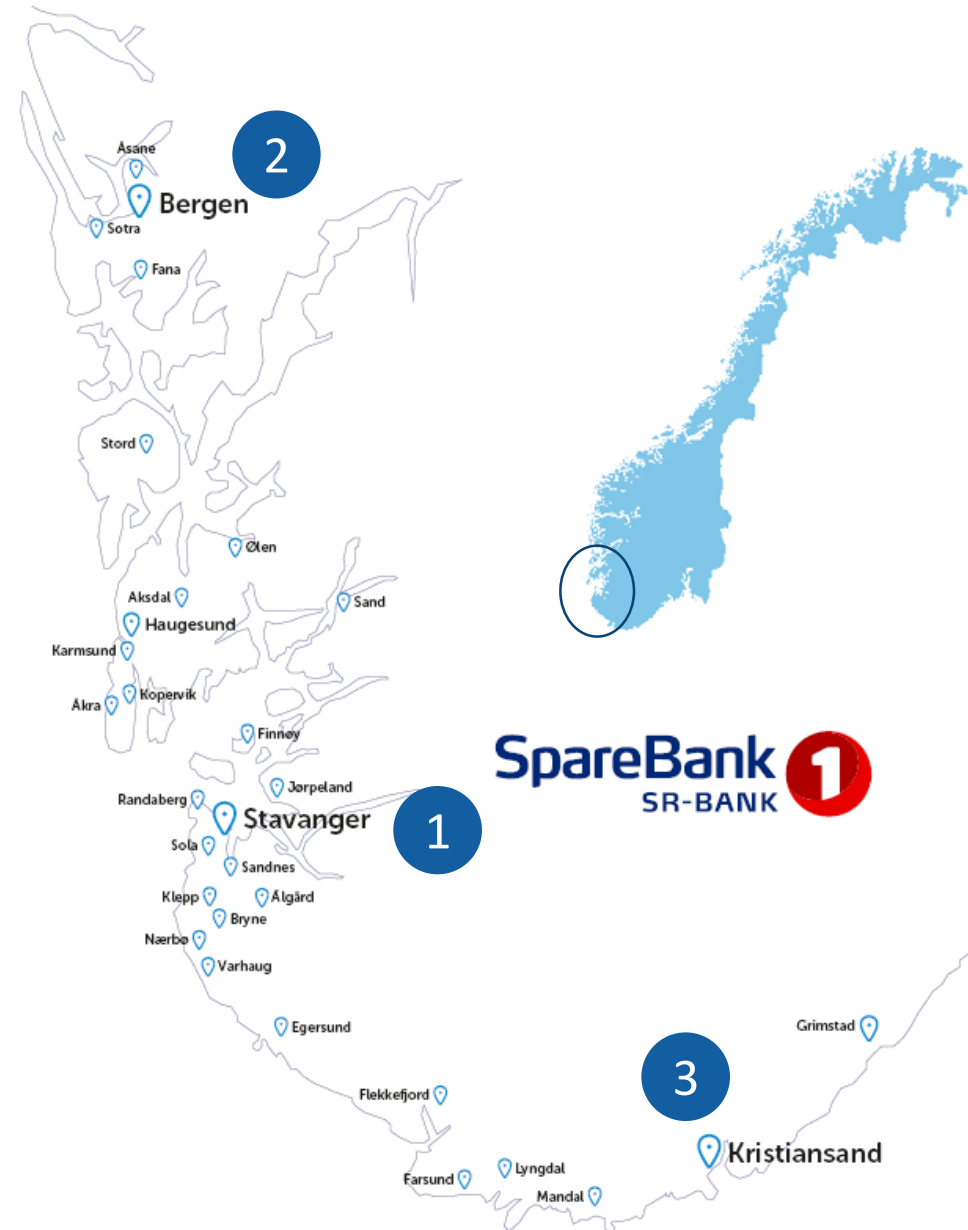 Åsane
2
Bergen
Sotra
Fana
Stord
Ølen
Aksdal
Sand
Haugesund
Karmsund
Kopervik
Åkra
Finnøy
SpareBank 1
SR-BANK
Jørpeland
Randaberg
Stavanger
1
Sola
Sandnes
Klepp
Ålgård
Bryne
Nærbø
Varhaug
Egersund
Grimstad
3
Flekkefjord
Kristiansand
Lyngdal
Farsund
Mandal